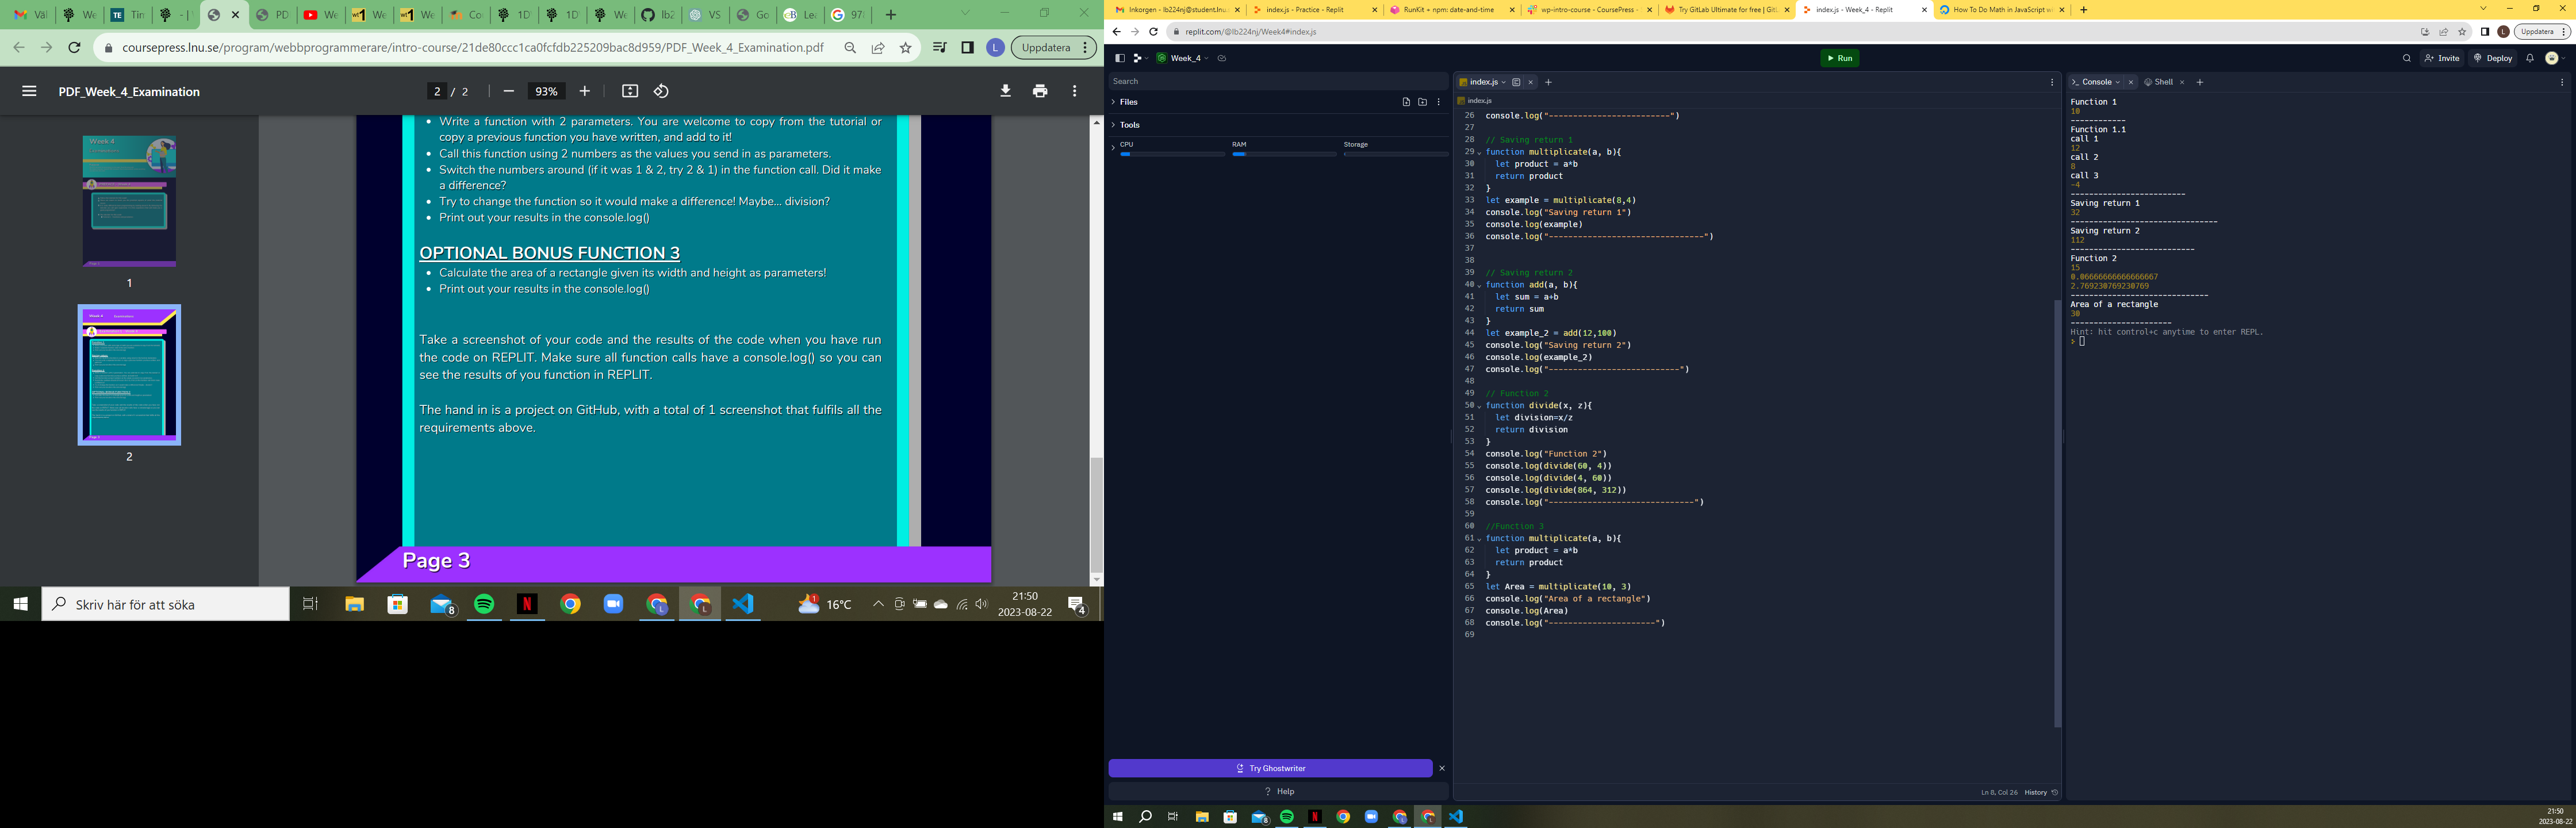 Väl
We
TE
Tin
- | 
PD
We
We
We
Co
1D
1D
We
lb2
VS
Go
Le
97
coursepress.lnu.se/program/webbprogrammerare/intro-course/21de80ccc1ca0fcfdb225209bac8d959/PDF_Week_4_Examination.pdf
L
Uppdatera
PDF_Week_4_Examination
2 / 2
93%
Week 4
1
Week 4
2
• Write a function with 2 parameters. You are welcome to copy from the tutorial or
copy a previous function you have written, and add to it!
• Call this function using 2 numbers as the values you send in as parameters.
• Switch the numbers around (if it was 1 & 2, try 2 & 1) in the function call. Did it make
a difference?
• Try to change the function so it would make a difference! Maybe... division?
• Print out your results in the console.log()
OPTIONAL BONUS FUNCTION 3
• Calculate the area of a rectangle given its width and height as parameters!
• Print out your results in the console.log()
Take a screenshot of your code and the results of the code when you have run
the code on REPLIT. Make sure all function calls have a console.log() so you can
see the results of you function in REPLIT.
The hand in is a project on GitHub, with a total of 1 screenshot that fulfils all the
requirements above.
Page 3
Skriv här för att söka
8
N
1
16°C
21:50
2023-08-22
4
Inkorgen - lb224nj@student.lnu.
index.js - Practice - Replit
RunKit + npm: date-and-time
wp-intro-course - CoursePress -
Try GitLab Ultimate for free | Git
index.js - Week_4 - Replit
How To Do Math in JavaScript w
replit.com/@lb224nj/Week4#index.js
L
Uppdatera
Week_4
Run
Invite
Deploy
Search
Files
Tools
CPU
RAM
Storage
Try Ghostwriter
Help
index.js
index.js
26 console.log("-------------------------")
27
28 // Saving return 1
29 function multiplicate(a, b){
30 let product = a*b
31 return product
32 }
33 let example = multiplicate(8,4)
34 console.log("Saving return 1")
35 console.log(example)
36 console.log("--------------------------------")
37
38
39 // Saving return 2
40 function add(a, b){
41 let sum = a+b
42 return sum
43 }
44 let example_2 = add(12,100)
45 console.log("Saving return 2")
46 console.log(example_2)
47 console.log("---------------------------")
48
49 // Function 2
50 function divide(x, z){
51 let division=x/z
52 return division
53 }
54 console.log("Function 2")
55 console.log(divide(60, 4))
56 console.log(divide(4, 60))
57 console.log(divide(864, 312))
58 console.log("------------------------------")
59
60 //Function 3
61 function multiplicate(a, b){
62 let product = a*b
63 return product
64 }
65 let Area = multiplicate(10, 3)
66 console.log("Area of a rectangle")
67 console.log(Area)
68 console.log("----------------------")
69
Ln 8, Col 26 History
Console
Shell
Function 1
10
------------
Function 1.1
call 1
12
call 2
8
call 3
-4
-------------------------
Saving return 1
32
--------------------------------
Saving return 2
112
---------------------------
Function 2
15
0.06666666666666667
2.769230769230769
------------------------------
Area of a rectangle
30
----------------------
Hint: hit control+c anytime to enter REPL.
8
N
21:50
2023-08-22